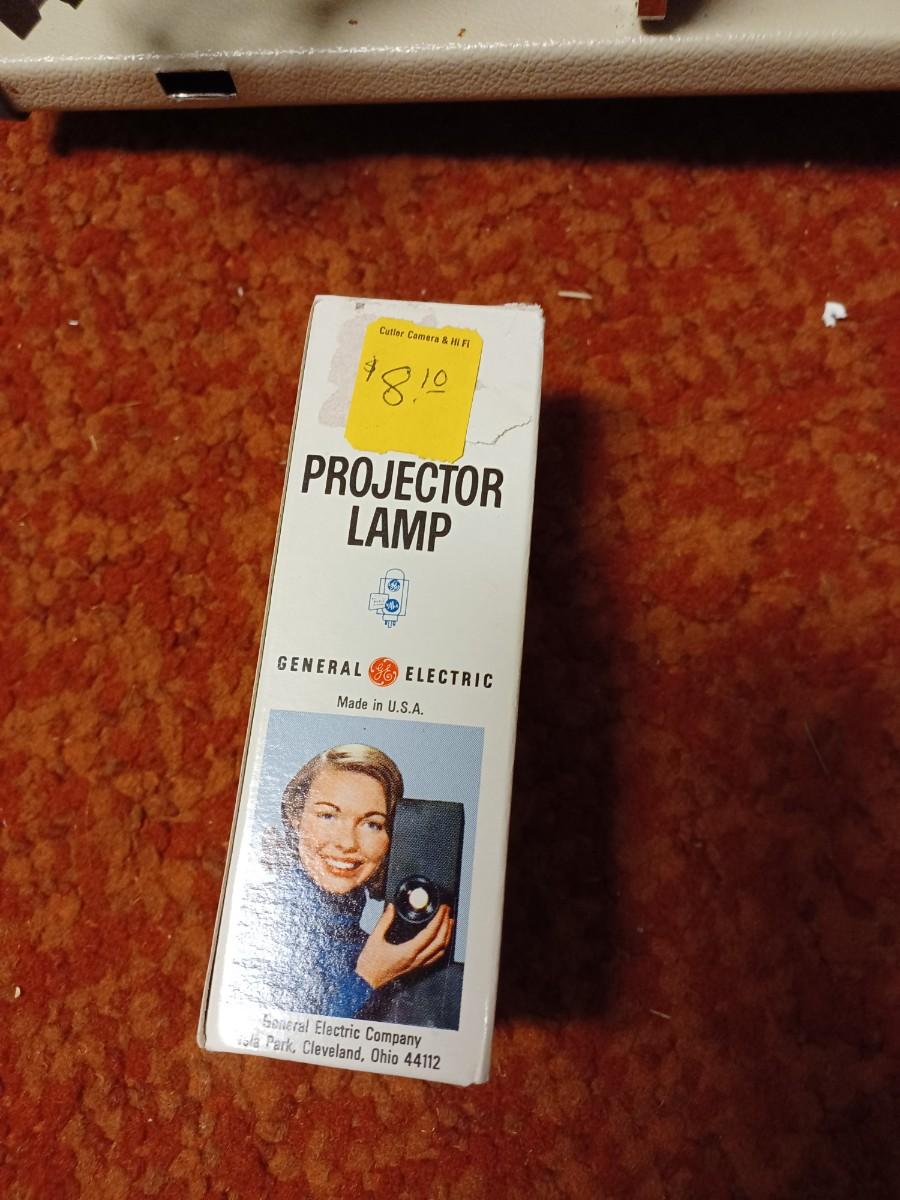 Cutler Camera & Hi Fi
$8.10
PROJECTOR
LAMP
GENERAL GE ELECTRIC
Made in U.S.A.
General Electric Company
Park, Cleveland, Ohio 44112